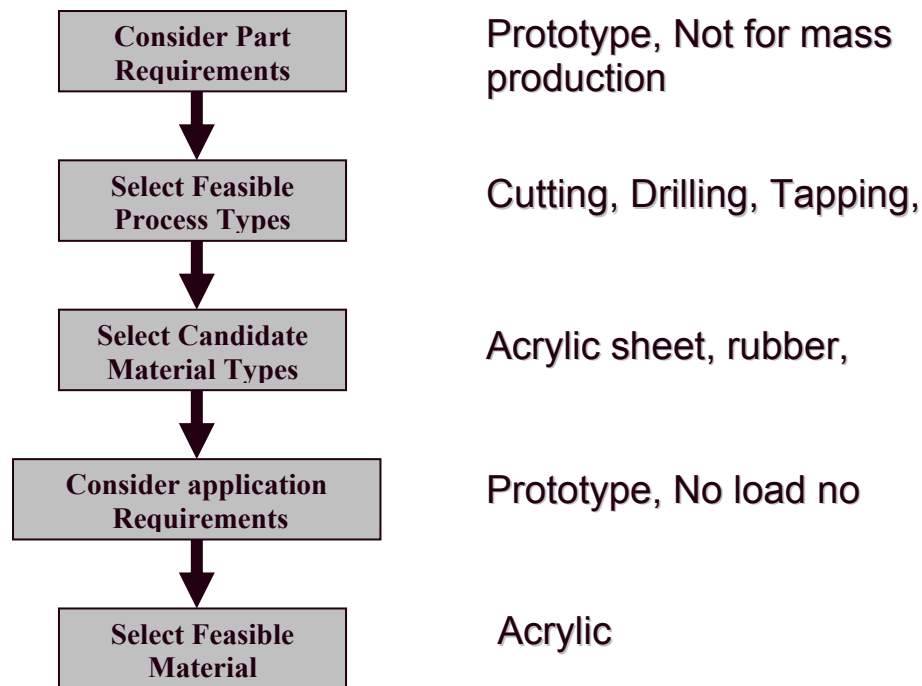 Consider Part
Requirements
Prototype, Not for mass
production
Select Feasible
Process Types
Cutting, Drilling, Tapping,
Select Candidate
Material Types
Acrylic sheet, rubber,
Consider application
Requirements
Prototype, No load no
Select Feasible
Material
Acrylic